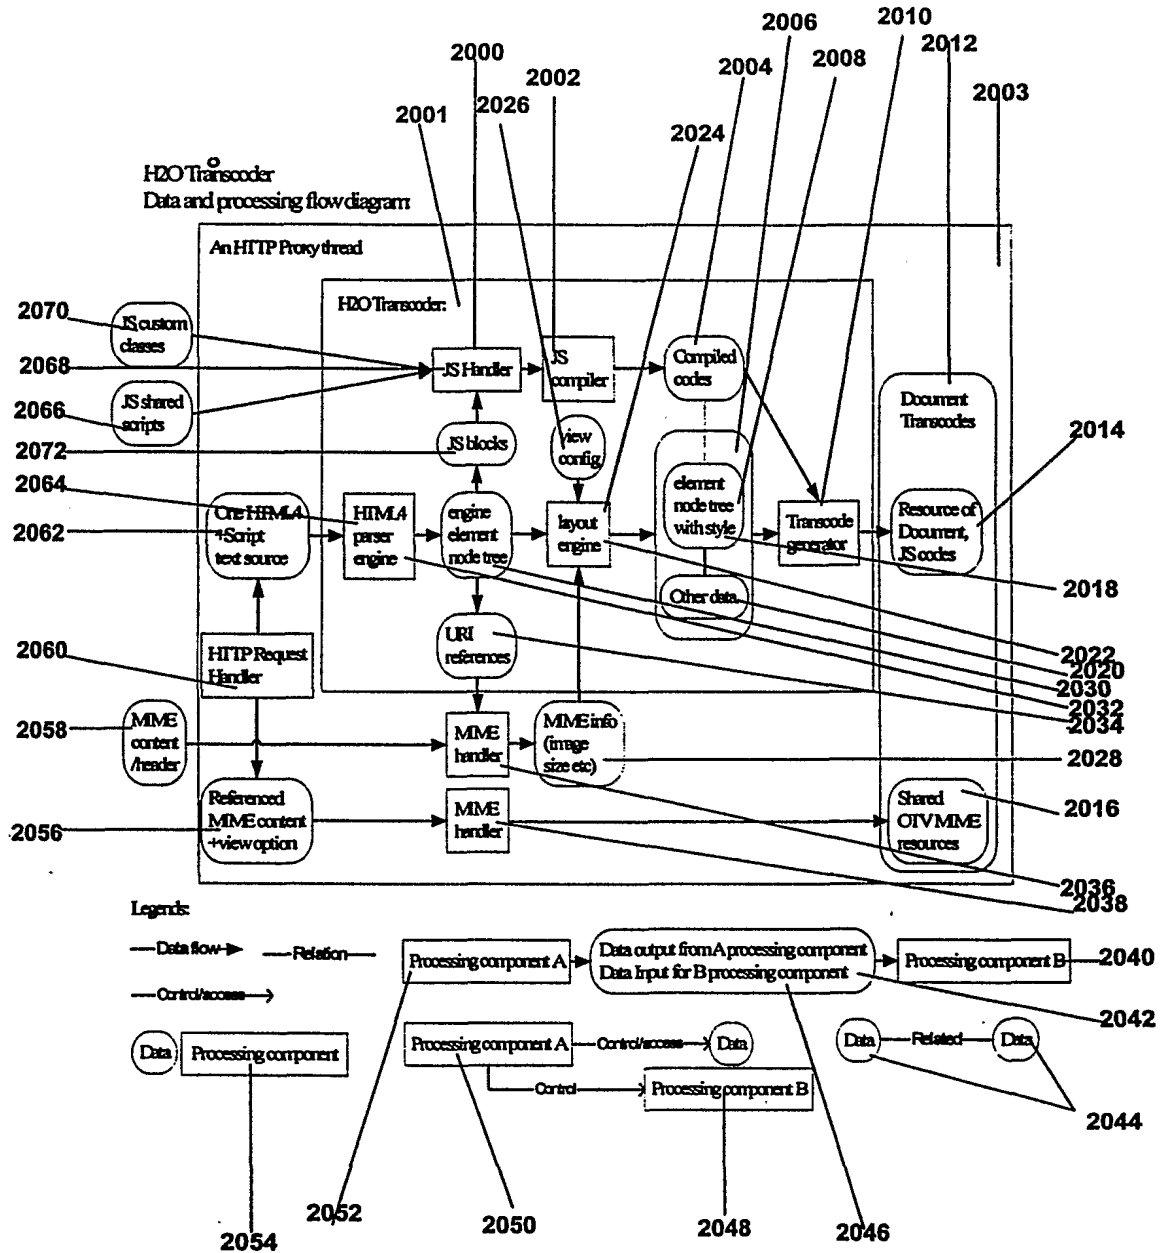 2000
2002
2004
2006
2008
2010
2012
2003
2001
2026
2024
H2O Transcoder
Data and processing flow diagram:
An HTTP Proxy thread
H2O Transcoder:
2070
JS custom
classes
2068
JS Handler
JS
compiler
Compiled
codes
Document
Transcodes
2066
JS shared
scripts
2072
JS blocks
view
config
2014
2064
2062
One HTML4
+Script
text source
HTML4
parser
engine
engine
element
node tree
layout
engine
element
node tree
with style
Transcode
generator
Resource of
Document,
JS codes
2018
Other data
2060
HTTP Request
Handler
URI
references
2022
2020
2030
2032
2034
2058
MIME
content
/header
MIME
handler
MIME info
(image
size etc)
2028
2056
Referenced
MIME content
+view option
MIME
handler
Shared
OTV MIME
resources
2016
2036
2038
Legends:
Data flow
Relation
Control/access
Processing component A
Data output from A processing component
Data Input for B processing component
Processing component B
2040
2042
Data
Processing component
Processing component A
Control/access
Data
Data
Related
Data
Control
Processing component B
2044
2052
2054
2050
2048
2046